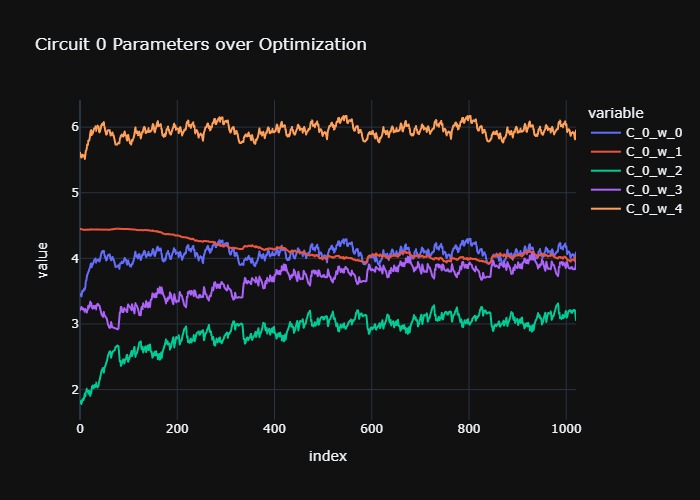 Circuit 0 Parameters over Optimization
variable
C_0_w_0
C_0_w_1
C_0_w_2
C_0_w_3
C_0_w_4
value
6
5
4
3
2
0
200
400
600
800
1000
index